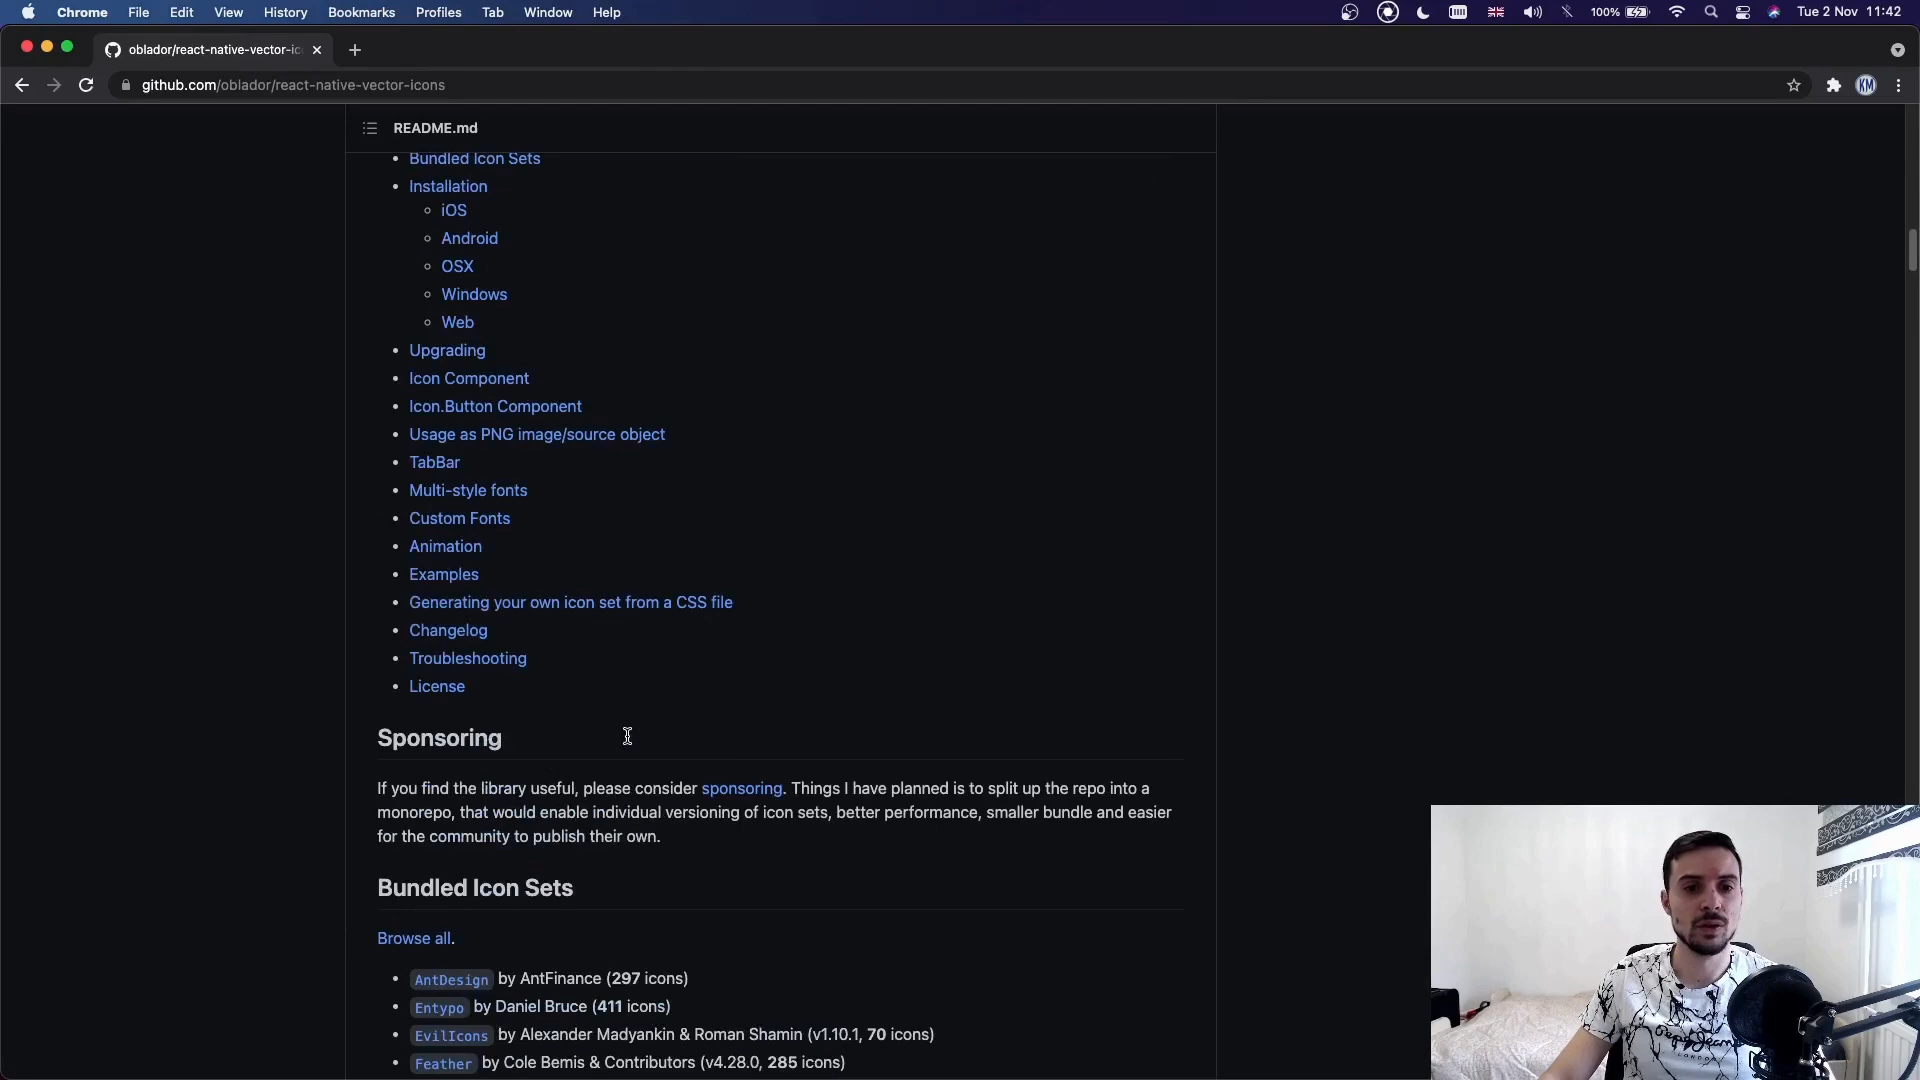 Chrome File Edit View History Bookmarks Profiles Tab Window Help 100% Tue 2 Nov 11:42
oblador/react-native-vector-ic
github.com/oblador/react-native-vector-icons KM
README.md
Bundled Icon Sets
Installation
iOS
Android
OSX
Windows
Web
Upgrading
Icon Component
Icon.Button Component
Usage as PNG image/source object
TabBar
Multi-style fonts
Custom Fonts
Animation
Examples
Generating your own icon set from a CSS file
Changelog
Troubleshooting
License
Sponsoring
If you find the library useful, please consider sponsoring. Things I have planned is to split up the repo into a
monorepo, that would enable individual versioning of icon sets, better performance, smaller bundle and easier
for the community to publish their own.
Bundled Icon Sets
Browse all.
AntDesign by AntFinance (297 icons)
Entypo by Daniel Bruce (411 icons)
EvilIcons by Alexander Madyankin & Roman Shamin (v1.10.1, 70 icons)
Feather by Cole Bemis & Contributors (v4.28.0, 285 icons)
Pepe Jeans
LONDON